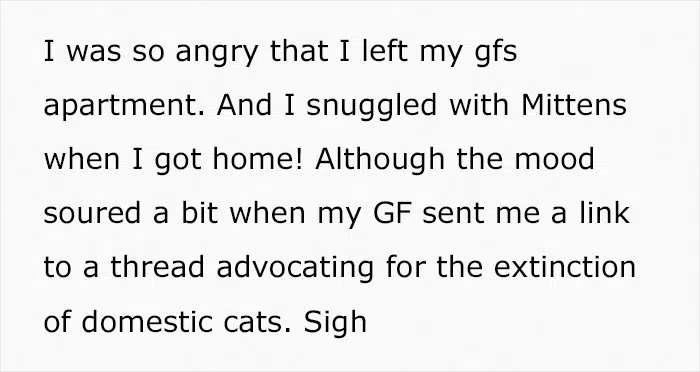 I was so angry that I left my gfs
apartment. And I snuggled with Mittens
when I got home! Although the mood
soured a bit when my GF sent me a link
to a thread advocating for the extinction
of domestic cats. Sigh